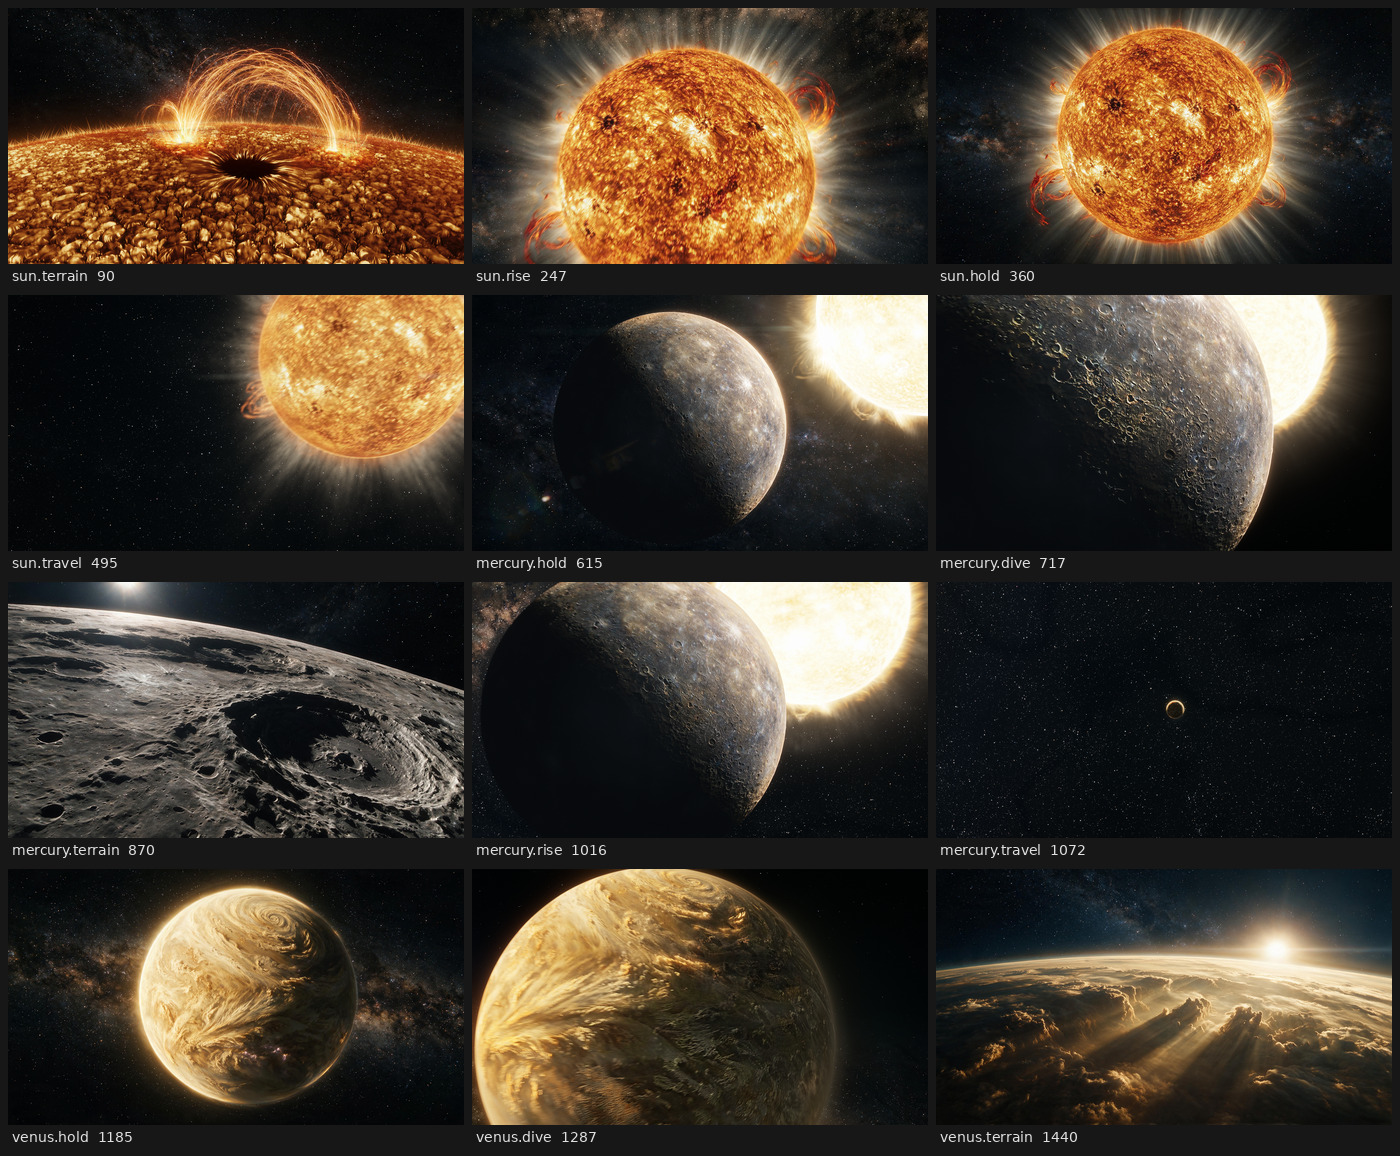 sun.terrain 90
sun.rise 247
sun.hold 360
sun.travel 495
mercury.hold 615
mercury.dive 717
mercury.terrain 870
mercury.rise 1016
mercury.travel 1072
venus.hold 1185
venus.dive 1287
venus.terrain 1440